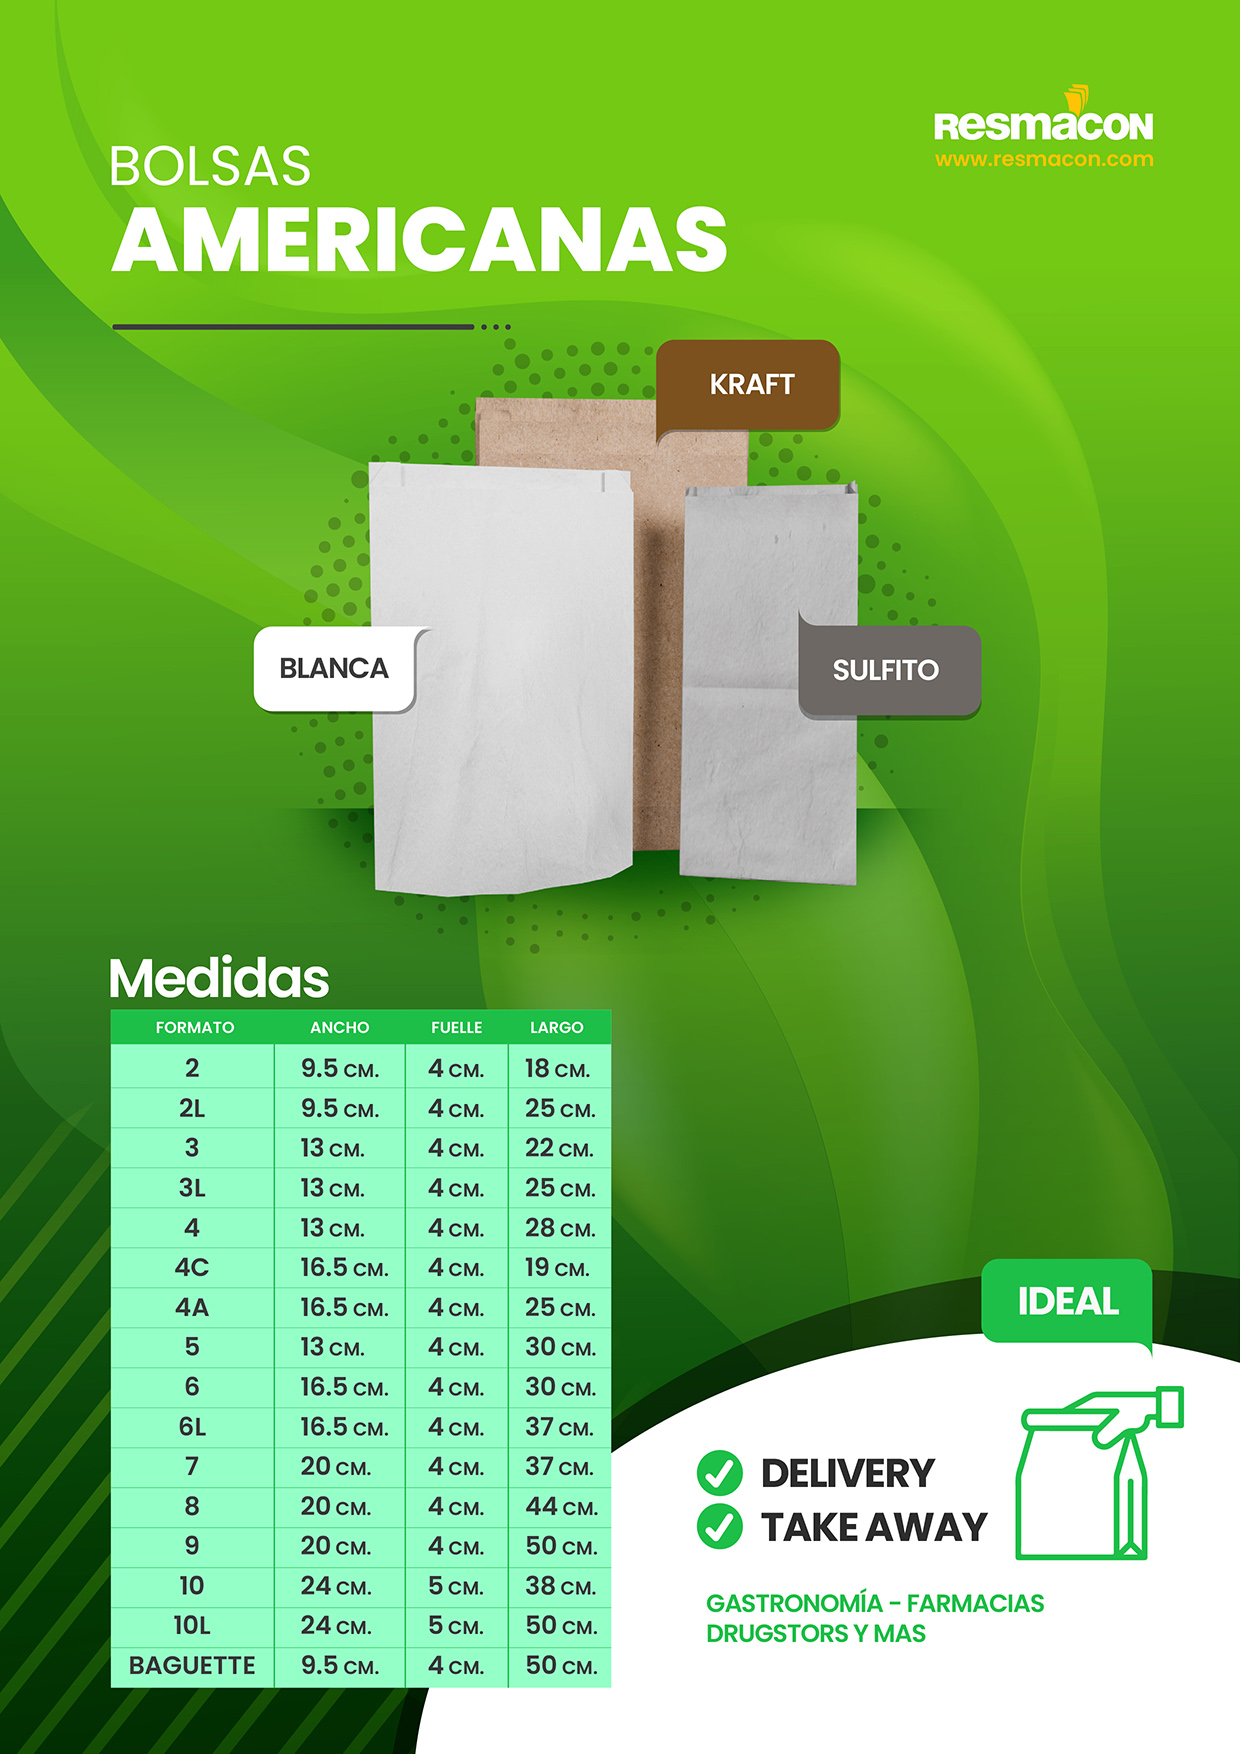 RESMACON
www.resmacon.com
BOLSAS
AMERICANAS
KRAFT
BLANCA
SULFITO
Medidas
FORMATO ANCHO FUELLE LARGO
2 9.5 CM. 4 CM. 18 CM.
2L 9.5 CM. 4 CM. 25 CM.
3 13 CM. 4 CM. 22 CM.
3L 13 CM. 4 CM. 25 CM.
4 13 CM. 4 CM. 28 CM.
4C 16.5 CM. 4 CM. 19 CM.
4A 16.5 CM. 4 CM. 25 CM.
5 13 CM. 4 CM. 30 CM.
6 16.5 CM. 4 CM. 30 CM.
6L 16.5 CM. 4 CM. 37 CM.
7 20 CM. 4 CM. 37 CM.
8 20 CM. 4 CM. 44 CM.
9 20 CM. 4 CM. 50 CM.
10 24 CM. 5 CM. 38 CM.
10L 24 CM. 5 CM. 50 CM.
BAGUETTE 9.5 CM. 4 CM. 50 CM.
IDEAL
DELIVERY
TAKE AWAY
GASTRONOMÍA - FARMACIAS
DRUGSTORS Y MAS